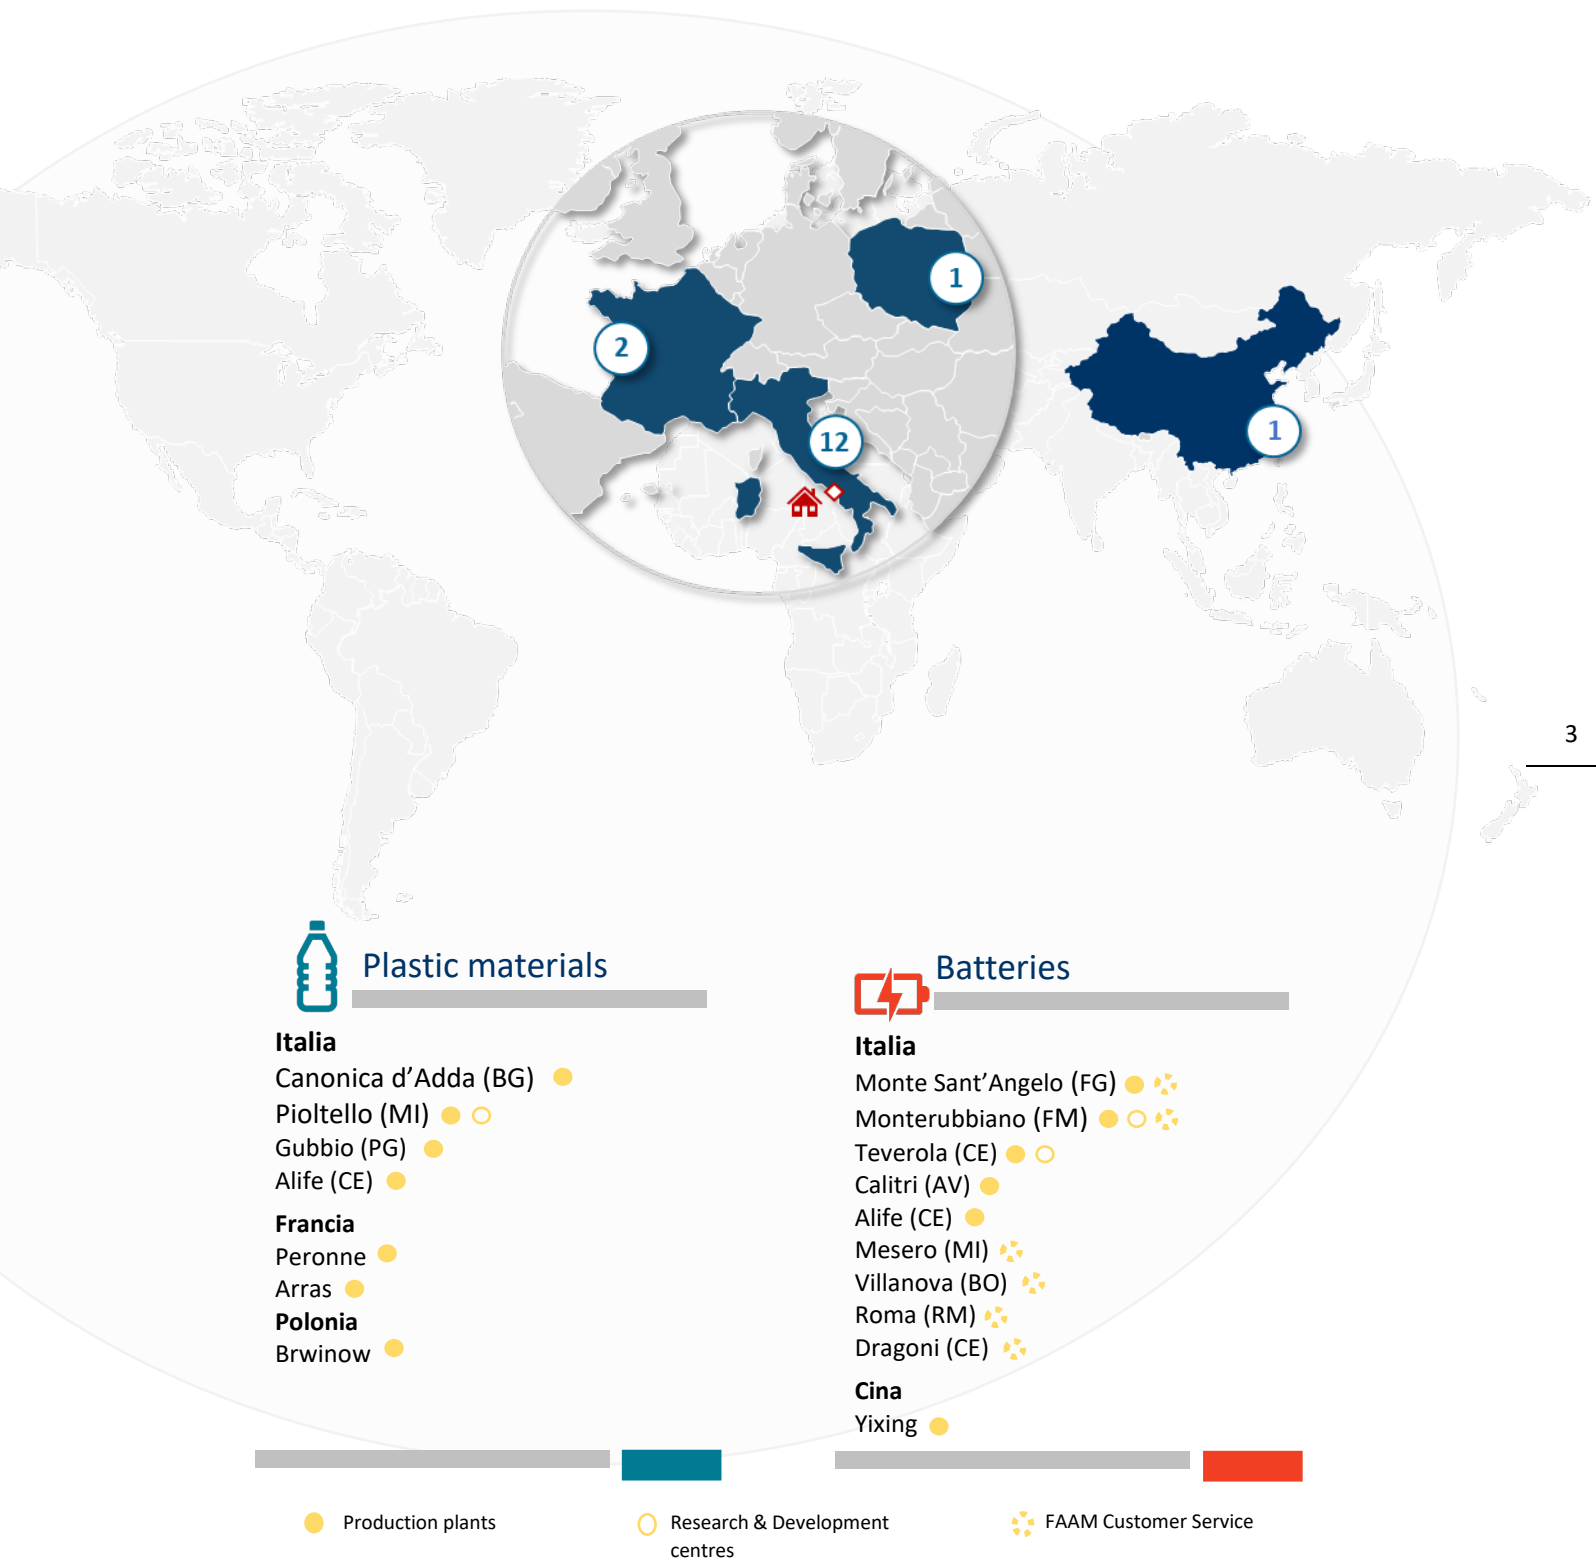 1
2
1
12
3
Plastic materials
Italia
Canonica d’Adda (BG)
Pioltello (MI)
Gubbio (PG)
Alife (CE)
Francia
Peronne
Arras
Polonia
Brwinow
Batteries
Italia
Monte Sant’Angelo (FG)
Monterubbiano (FM)
Teverola (CE)
Calitri (AV)
Alife (CE)
Mesero (MI)
Villanova (BO)
Roma (RM)
Dragoni (CE)
Cina
Yixing
Production plants
Research & Development
centres
FAAM Customer Service